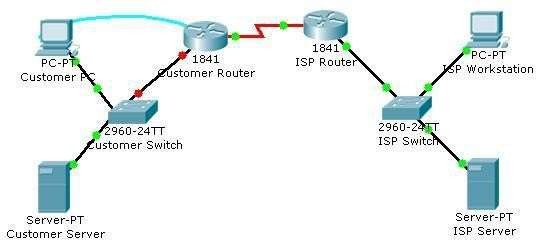 PC-PT
Customer PC
1841
Customer Router
1841
ISP Router
PC-PT
ISP Workstation
2960-24TT
Customer Switch
2960-24TT
ISP Switch
Server-PT
Customer Server
Server-PT
ISP Server